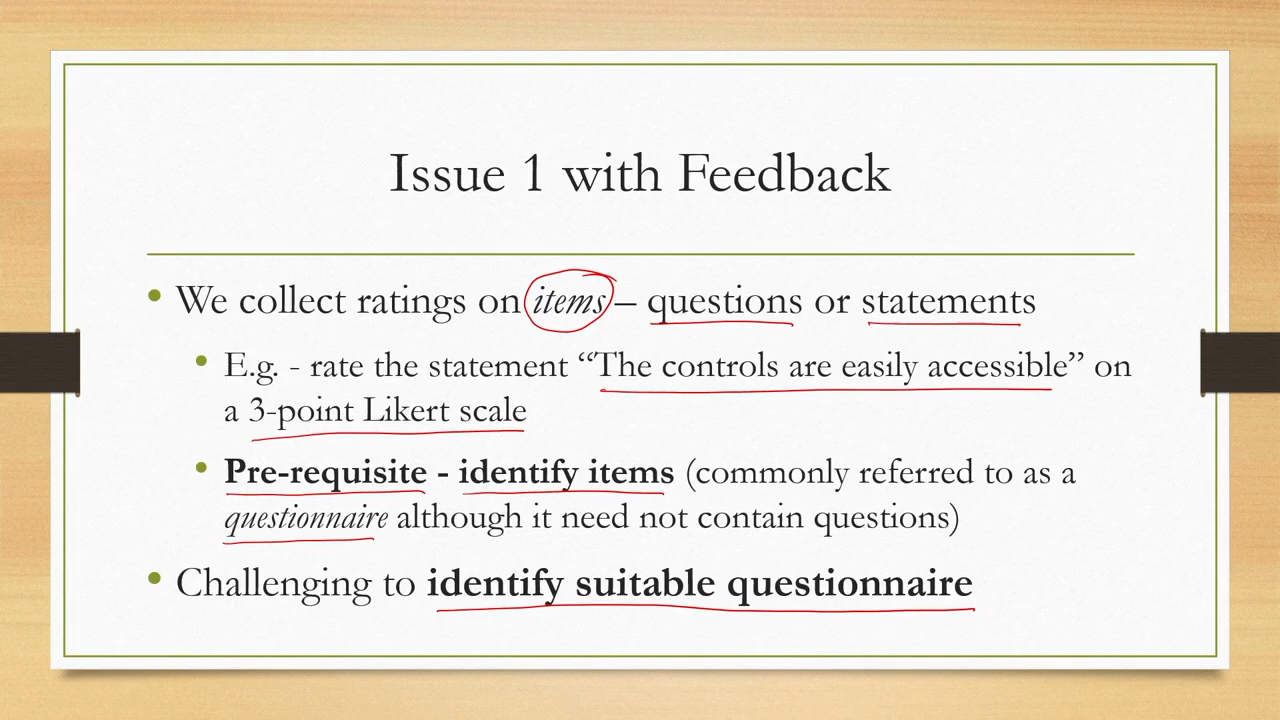 Issue 1 with Feedback
• We collect ratings on items – questions or statements
• E.g. - rate the statement “The controls are easily accessible” on
a 3-point Likert scale
• Pre-requisite - identify items (commonly referred to as a
questionnaire although it need not contain questions)
• Challenging to identify suitable questionnaire